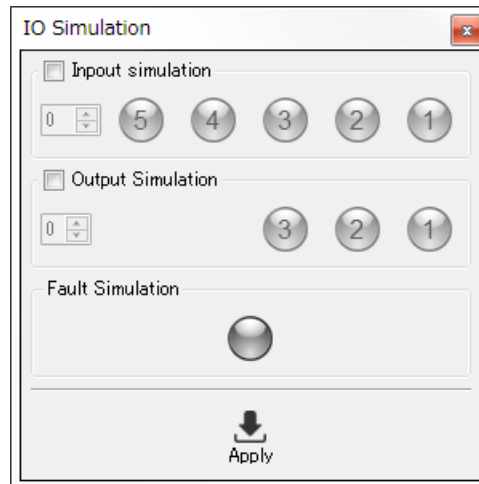 IO Simulation
x
Inpout simulation
0 5 4 3 2 1
Output Simulation
0 3 2 1
Fault Simulation
Apply